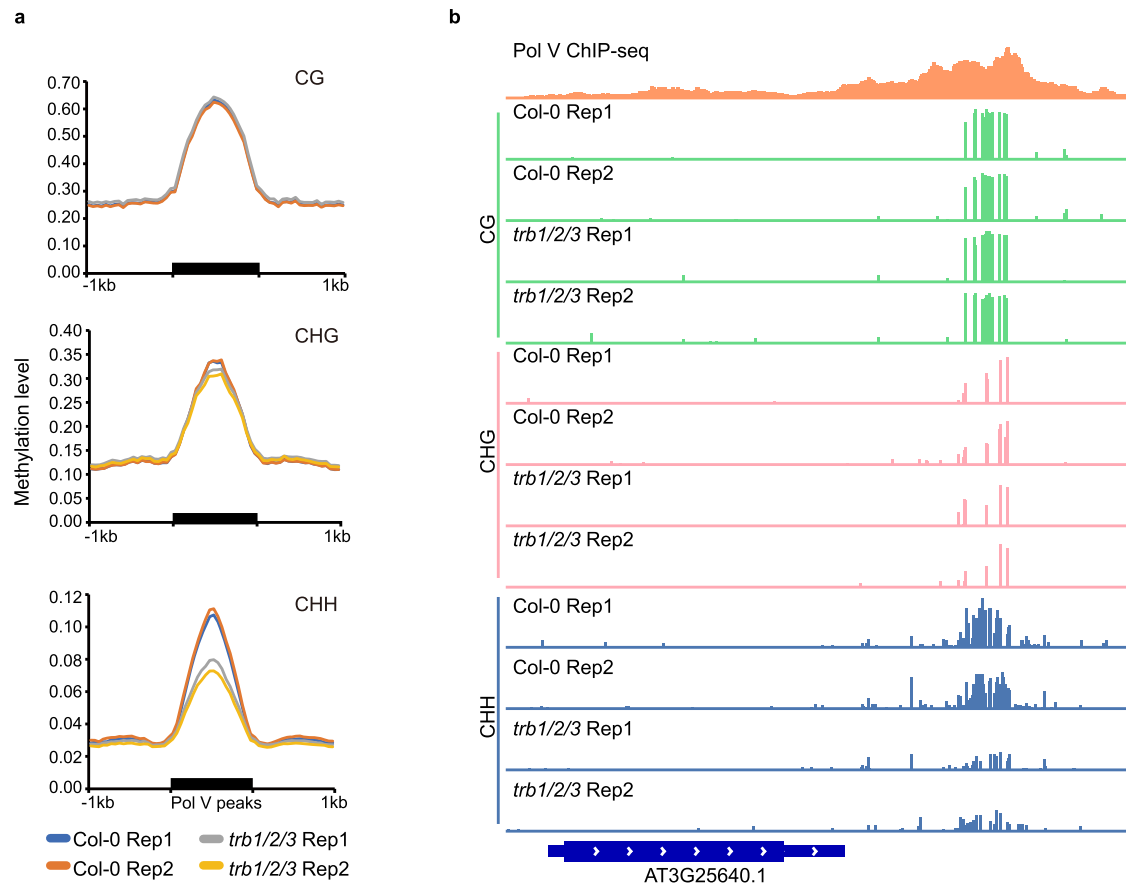 a
CG
0.70
0.60
0.50
0.40
0.30
0.20
0.10
0.00
-1kb
1kb
CHG
Methylation level
0.40
0.35
0.30
0.25
0.20
0.15
0.10
0.05
0.00
-1kb
1kb
CHH
0.12
0.10
0.08
0.06
0.04
0.02
0.00
-1kb
Pol V peaks
1kb
Col-0 Rep1
trb1/2/3 Rep1
Col-0 Rep2
trb1/2/3 Rep2
b
Pol V ChIP-seq
CG
Col-0 Rep1
Col-0 Rep2
trb1/2/3 Rep1
trb1/2/3 Rep2
CHG
Col-0 Rep1
Col-0 Rep2
trb1/2/3 Rep1
trb1/2/3 Rep2
CHH
Col-0 Rep1
Col-0 Rep2
trb1/2/3 Rep1
trb1/2/3 Rep2
AT3G25640.1